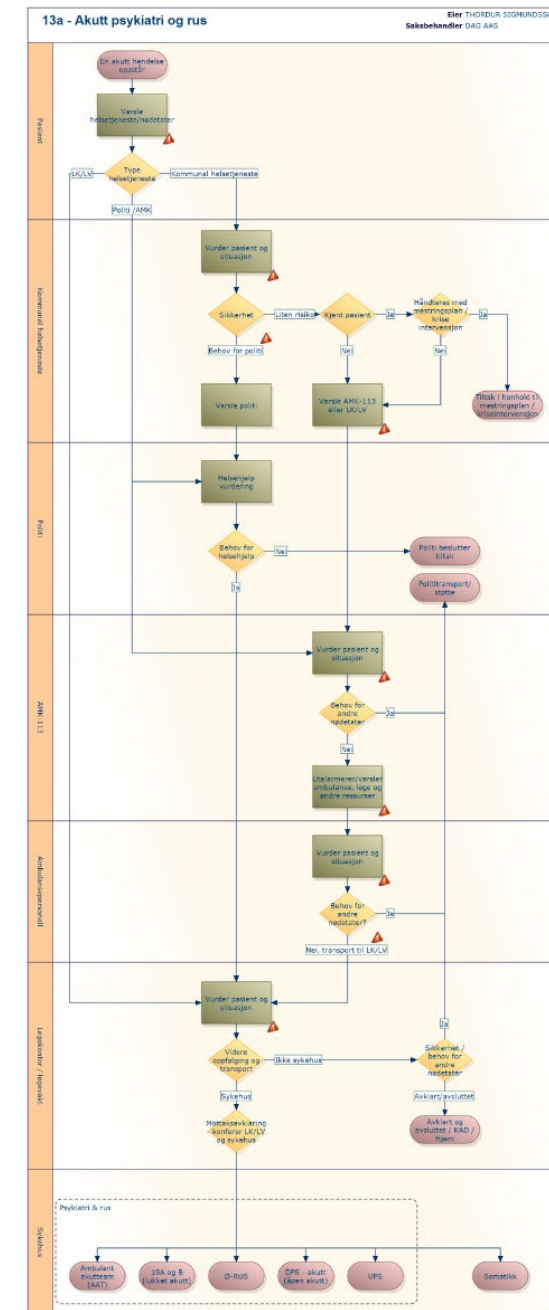 13a - Akutt psykiatri og rus
Eier THORDUR SIGMUNDSSO
Saksbehandler DAG AAS
Pasient
En akutt hendelse
oppstår
Varsle
helsetjeneste/nødetater
Type
helsetjeneste
LK/LV
Kommunal helsetjeneste
Politi /AMK
Kommunal helsetjeneste
Vurder pasient og
situasjon
Sikkerhet
Liten risiko
Kjent pasient
Ja
Håndteres med
mestringsplan /
krise
intervensjon
Ja
Behov for politi
Nei
Nei
Varsle politi
Varsle AMK-113
eller LK/LV
Tiltak i henhold til
mestringsplan /
kriseintervensjon
Politi
Helsehjelp
vurdering
Behov for
helsehjelp
Nei
Politi beslutter
tiltak
Ja
Polititransport/
støtte
AMK 113
Vurder pasient og
situasjon
Behov for
andre
nødetater
Ja
Nei
Utalarmerer/varsler
ambulanse, lege og
andre ressurser
Ambulansepersonell
Vurder pasient og
situasjon
Behov for
andre
nødetater?
Ja
Nei, transport til LK/LV
Legekontor / legevakt
Vurder pasient og
situasjon
Ja
Videre
oppfølging og
transport
Ikke sykehus
Sikkerhet /
behov for
andre
nødetater
Sykehus
Avklart/avsluttet
Mottaksavklaring
konferer LK/LV
og sykehus
Avklart og
avsluttet / KAD /
Hjem
Sykehus
Psykiatri & rus
Ambulant
akutteam
(AAT)
19A og B
(lukket akutt)
Ø-RUS
DPS - akutt
(åpen akutt)
UPS
Somatikk